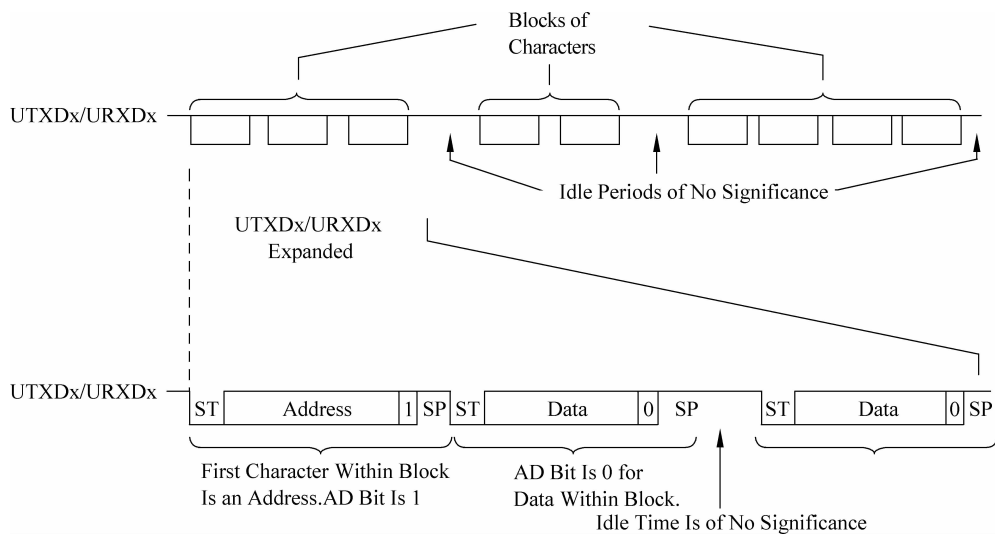 Blocks of
Characters
UTXDx/URXDx
Idle Periods of No Significance
UTXDx/URXDx
Expanded
UTXDx/URXDx
ST Address 1 SP ST Data 0 SP ST Data 0 SP
First Character Within Block
Is an Address.AD Bit Is 1
AD Bit Is 0 for
Data Within Block.
Idle Time Is of No Significance